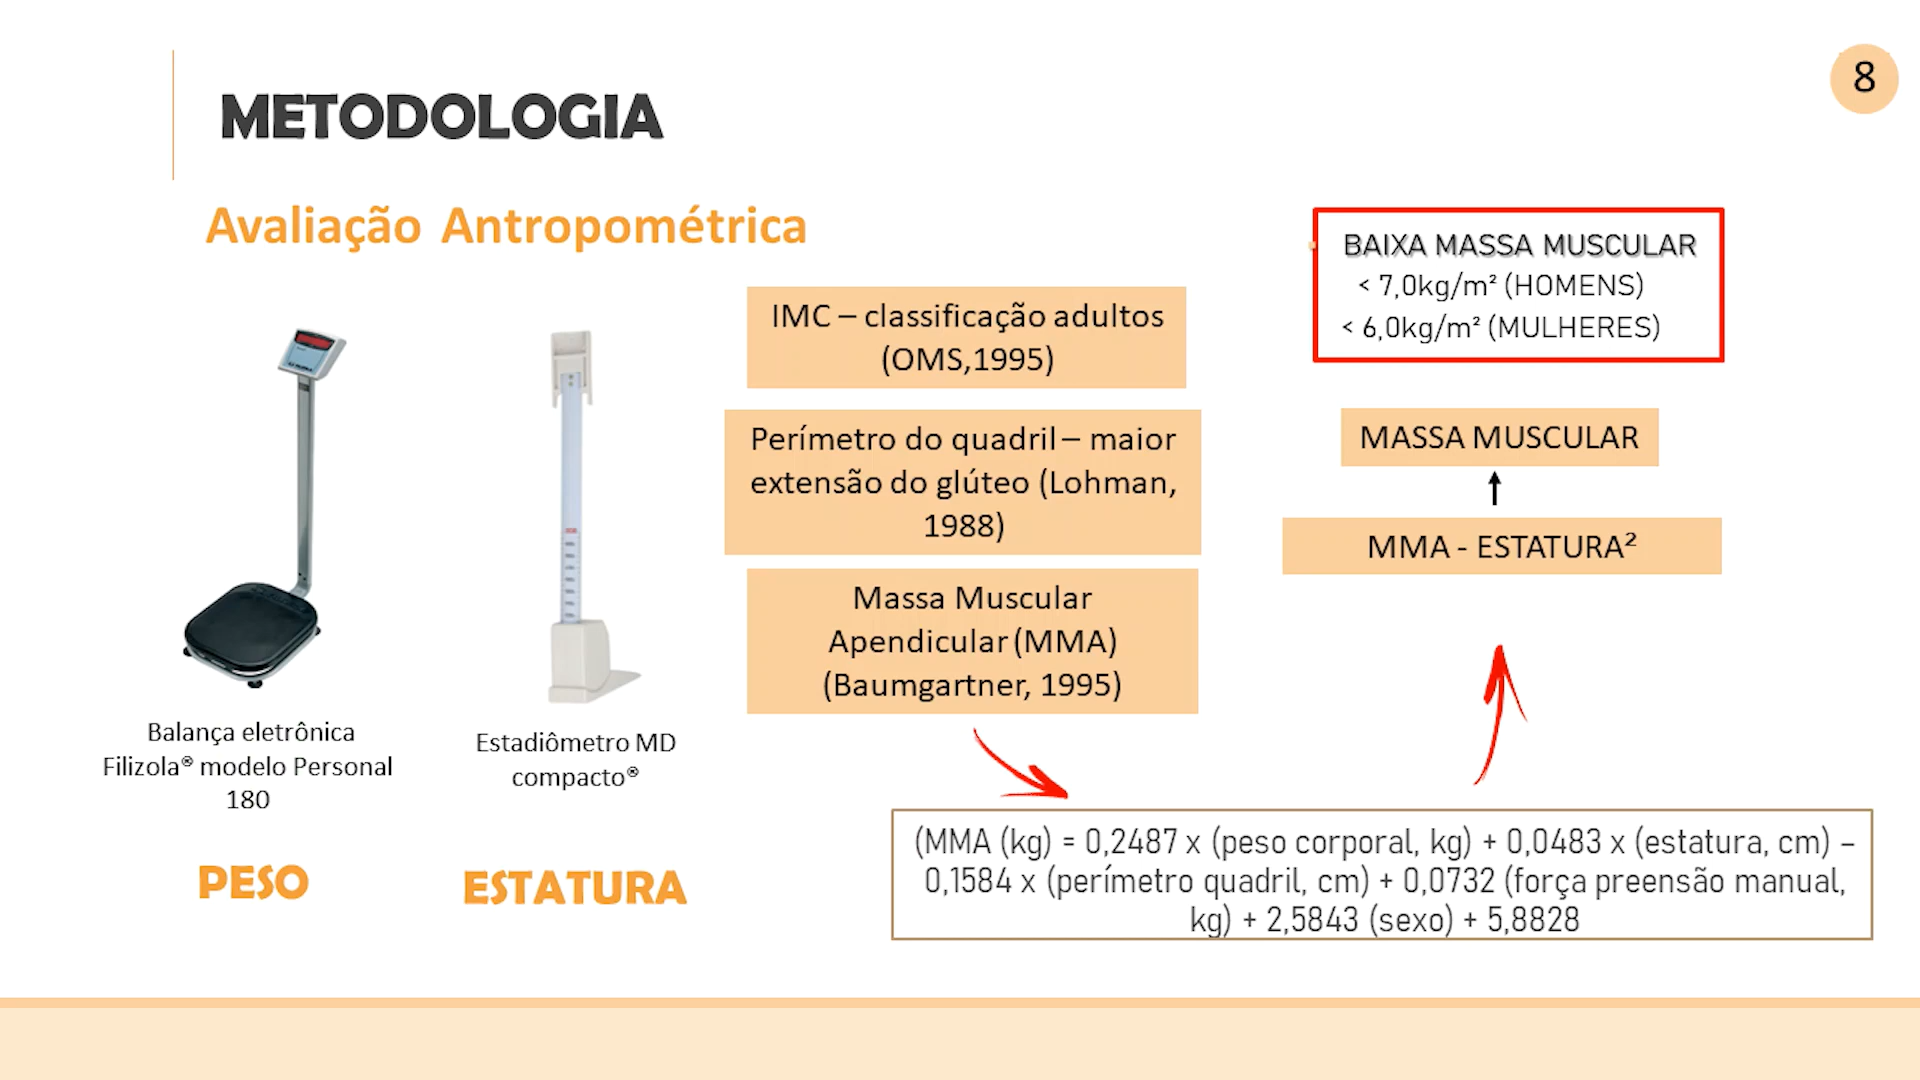 8
METODOLOGIA
Avaliação Antropométrica
BAIXA MASSA MUSCULAR
< 7,0kg/m² (HOMENS)
< 6,0kg/m² (MULHERES)
IMC – classificação adultos
(OMS,1995)
Perímetro do quadril – maior
extensão do glúteo (Lohman,
1988)
Massa Muscular
Apendicular (MMA)
(Baumgartner, 1995)
MASSA MUSCULAR
MMA - ESTATURA²
Balança eletrônica
Filizola® modelo Personal
180
Estadiômetro MD
compacto®
PESO
ESTATURA
(MMA (kg) = 0,2487 x (peso corporal, kg) + 0,0483 x (estatura, cm) –
0,1584 x (perímetro quadril, cm) + 0,0732 (força preensão manual,
kg) + 2,5843 (sexo) + 5,8828